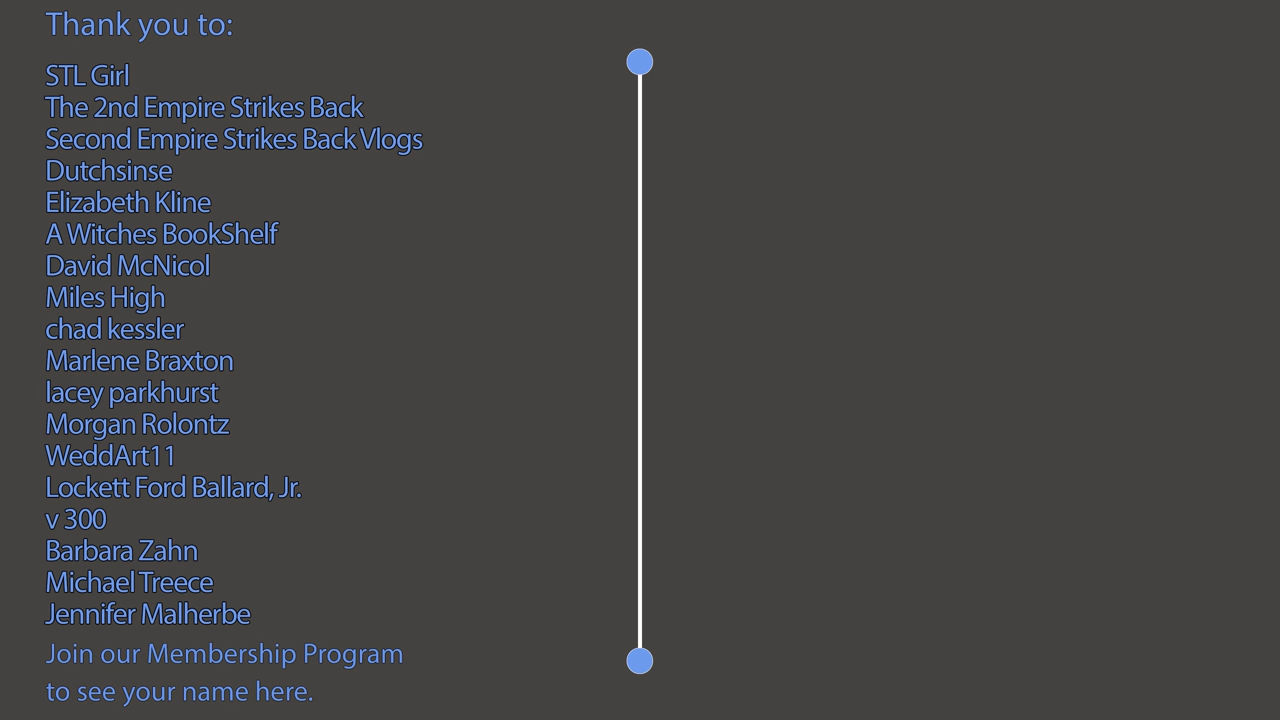 Thank you to:
STL Girl
The 2nd Empire Strikes Back
Second Empire Strikes Back Vlogs
Dutchsinse
Elizabeth Kline
A Witches BookShelf
David McNicol
Miles High
chad kessler
Marlene Braxton
lacey parkhurst
Morgan Rolontz
WeddArt11
Lockett Ford Ballard, Jr.
v 300
Barbara Zahn
Michael Treece
Jennifer Malherbe
Join our Membership Program
to see your name here.